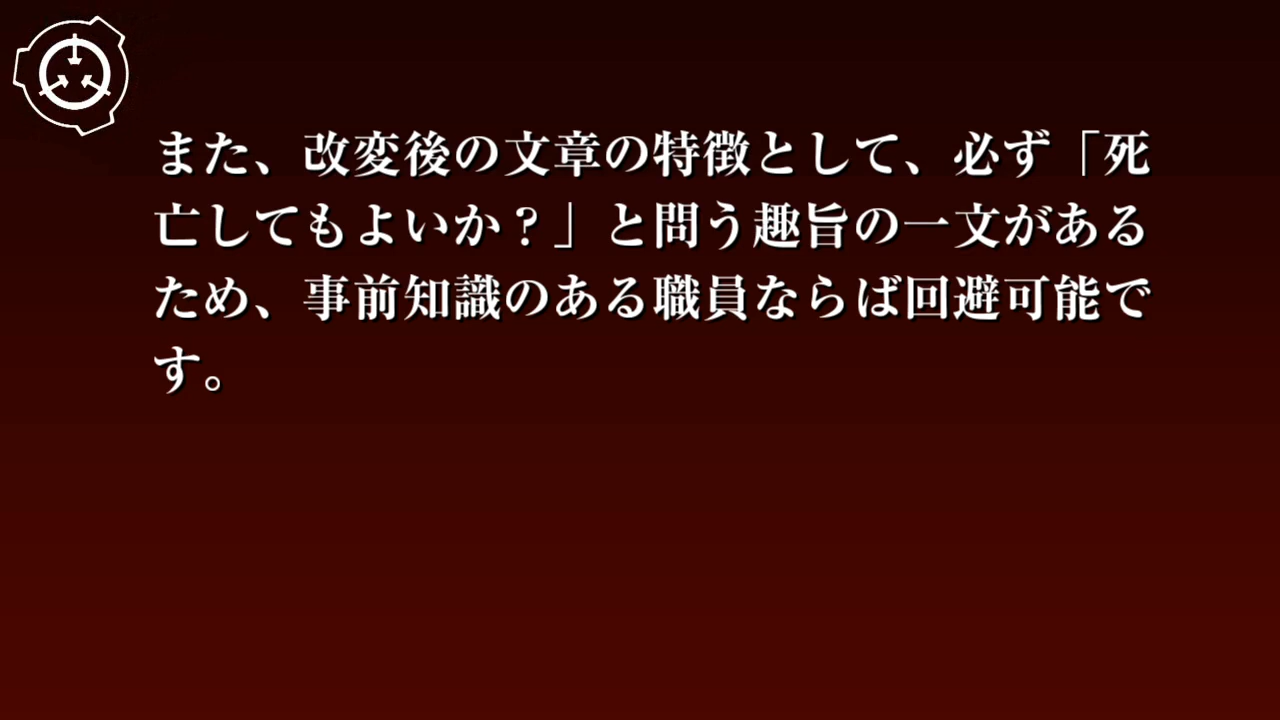 また、改変後の文章の特徴として、必ず「死
亡してもよいか？」と問う趣旨の一文がある
ため、事前知識のある職員ならば回避可能で
す。